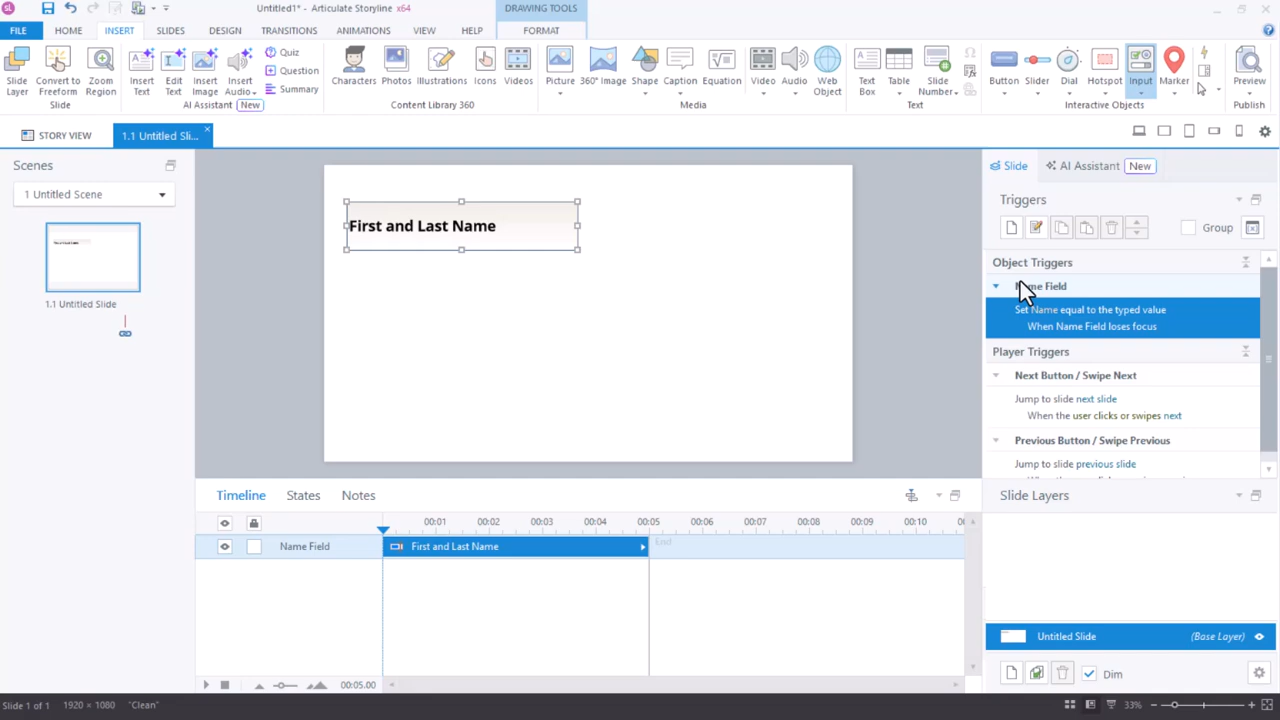 Untitled1* - Articulate Storyline x64
DRAWING TOOLS
FILE
HOME
INSERT
SLIDES
DESIGN
TRANSITIONS
ANIMATIONS
VIEW
HELP
FORMAT
Slide Layer
Convert to Freeform
Zoom Region
Slide
Insert Text
Edit Text
Insert Image
Insert Audio
Quiz
Question
Summary
AI Assistant
New
Characters
Photos
Illustrations
Icons
Videos
Content Library 360
Picture
360° Image
Shape
Caption
Equation
Video
Audio
Web Object
Media
Text Box
Table
Slide Number
Text
Button
Slider
Dial
Hotspot
Input
Marker
Interactive Objects
Preview
Publish
STORY VIEW
1.1 Untitled Sli...
Scenes
1 Untitled Scene
1.1 Untitled Slide
First and Last Name
Slide
AI Assistant
New
Triggers
Group
Object Triggers
Name Field
Set Name equal to the typed value
When Name Field loses focus
Player Triggers
Next Button / Swipe Next
Jump to slide next slide
When the user clicks or swipes next
Previous Button / Swipe Previous
Jump to slide previous slide
Timeline
States
Notes
00:01
00:02
00:03
00:04
00:05
00:06
00:07
00:08
00:09
00:10
Name Field
First and Last Name
End
00:05.00
Slide Layers
Untitled Slide
(Base Layer)
Dim
Slide 1 of 1
1920 × 1080
"Clean"
33%